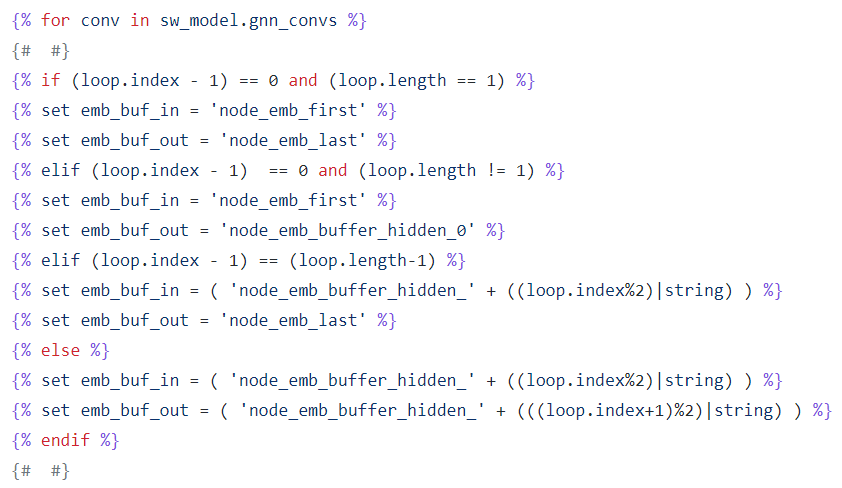 {% for conv in sw_model.gnn_convs %}
{#  #}
{% if (loop.index - 1) == 0 and (loop.length == 1) %}
{% set emb_buf_in = 'node_emb_first' %}
{% set emb_buf_out = 'node_emb_last' %}
{% elif (loop.index - 1)  == 0 and (loop.length != 1) %}
{% set emb_buf_in = 'node_emb_first' %}
{% set emb_buf_out = 'node_emb_buffer_hidden_0' %}
{% elif (loop.index - 1) == (loop.length-1) %}
{% set emb_buf_in = ( 'node_emb_buffer_hidden_' + ((loop.index%2)|string) ) %}
{% set emb_buf_out = 'node_emb_last' %}
{% else %}
{% set emb_buf_in = ( 'node_emb_buffer_hidden_' + ((loop.index%2)|string) ) %}
{% set emb_buf_out = ( 'node_emb_buffer_hidden_' + (((loop.index+1)%2)|string) ) %}
{% endif %}
{#  #}